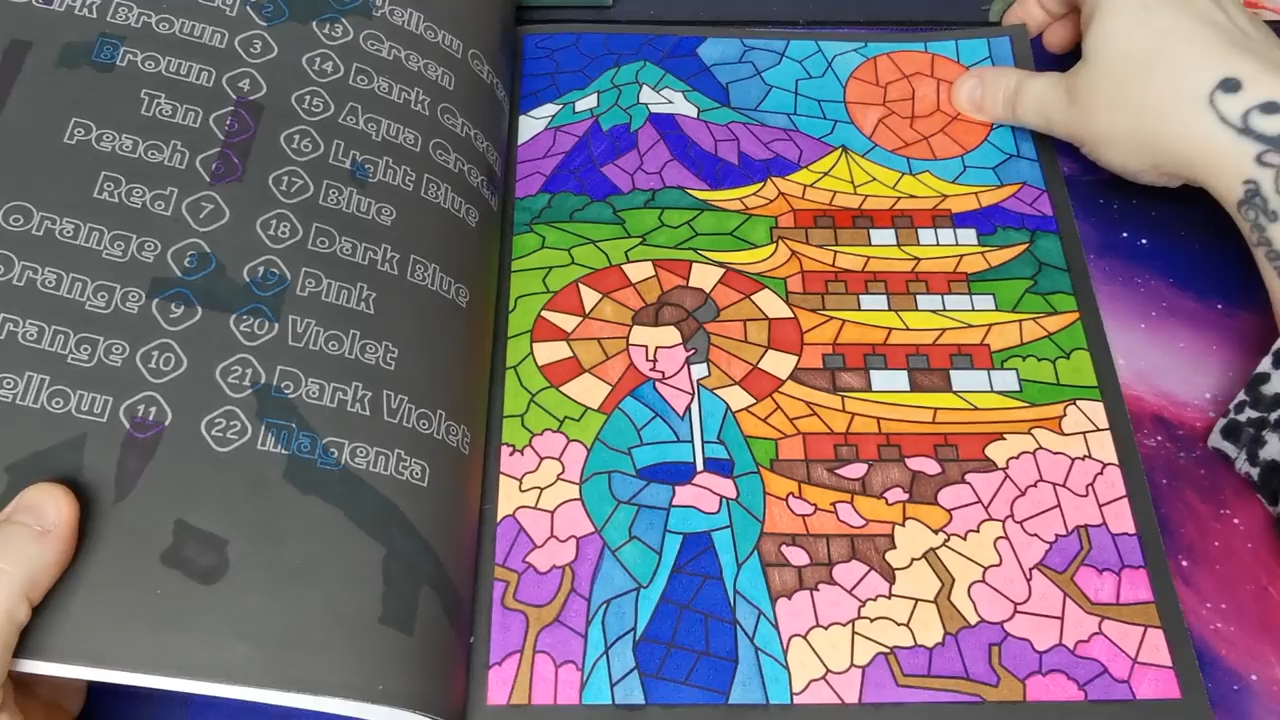 Dark Brown 3
Brown 4
Tan 5
Peach 6
Red 7
Orange 8
Orange 9
range 10
ellow 11
2
13 Yellow Gre
14 Green
15 Dark Green
16 Aqua Green
17 Light Blue
18 Blue
19 Dark Blue
20 Pink
21 Violet
22 Dark Violet
Magenta